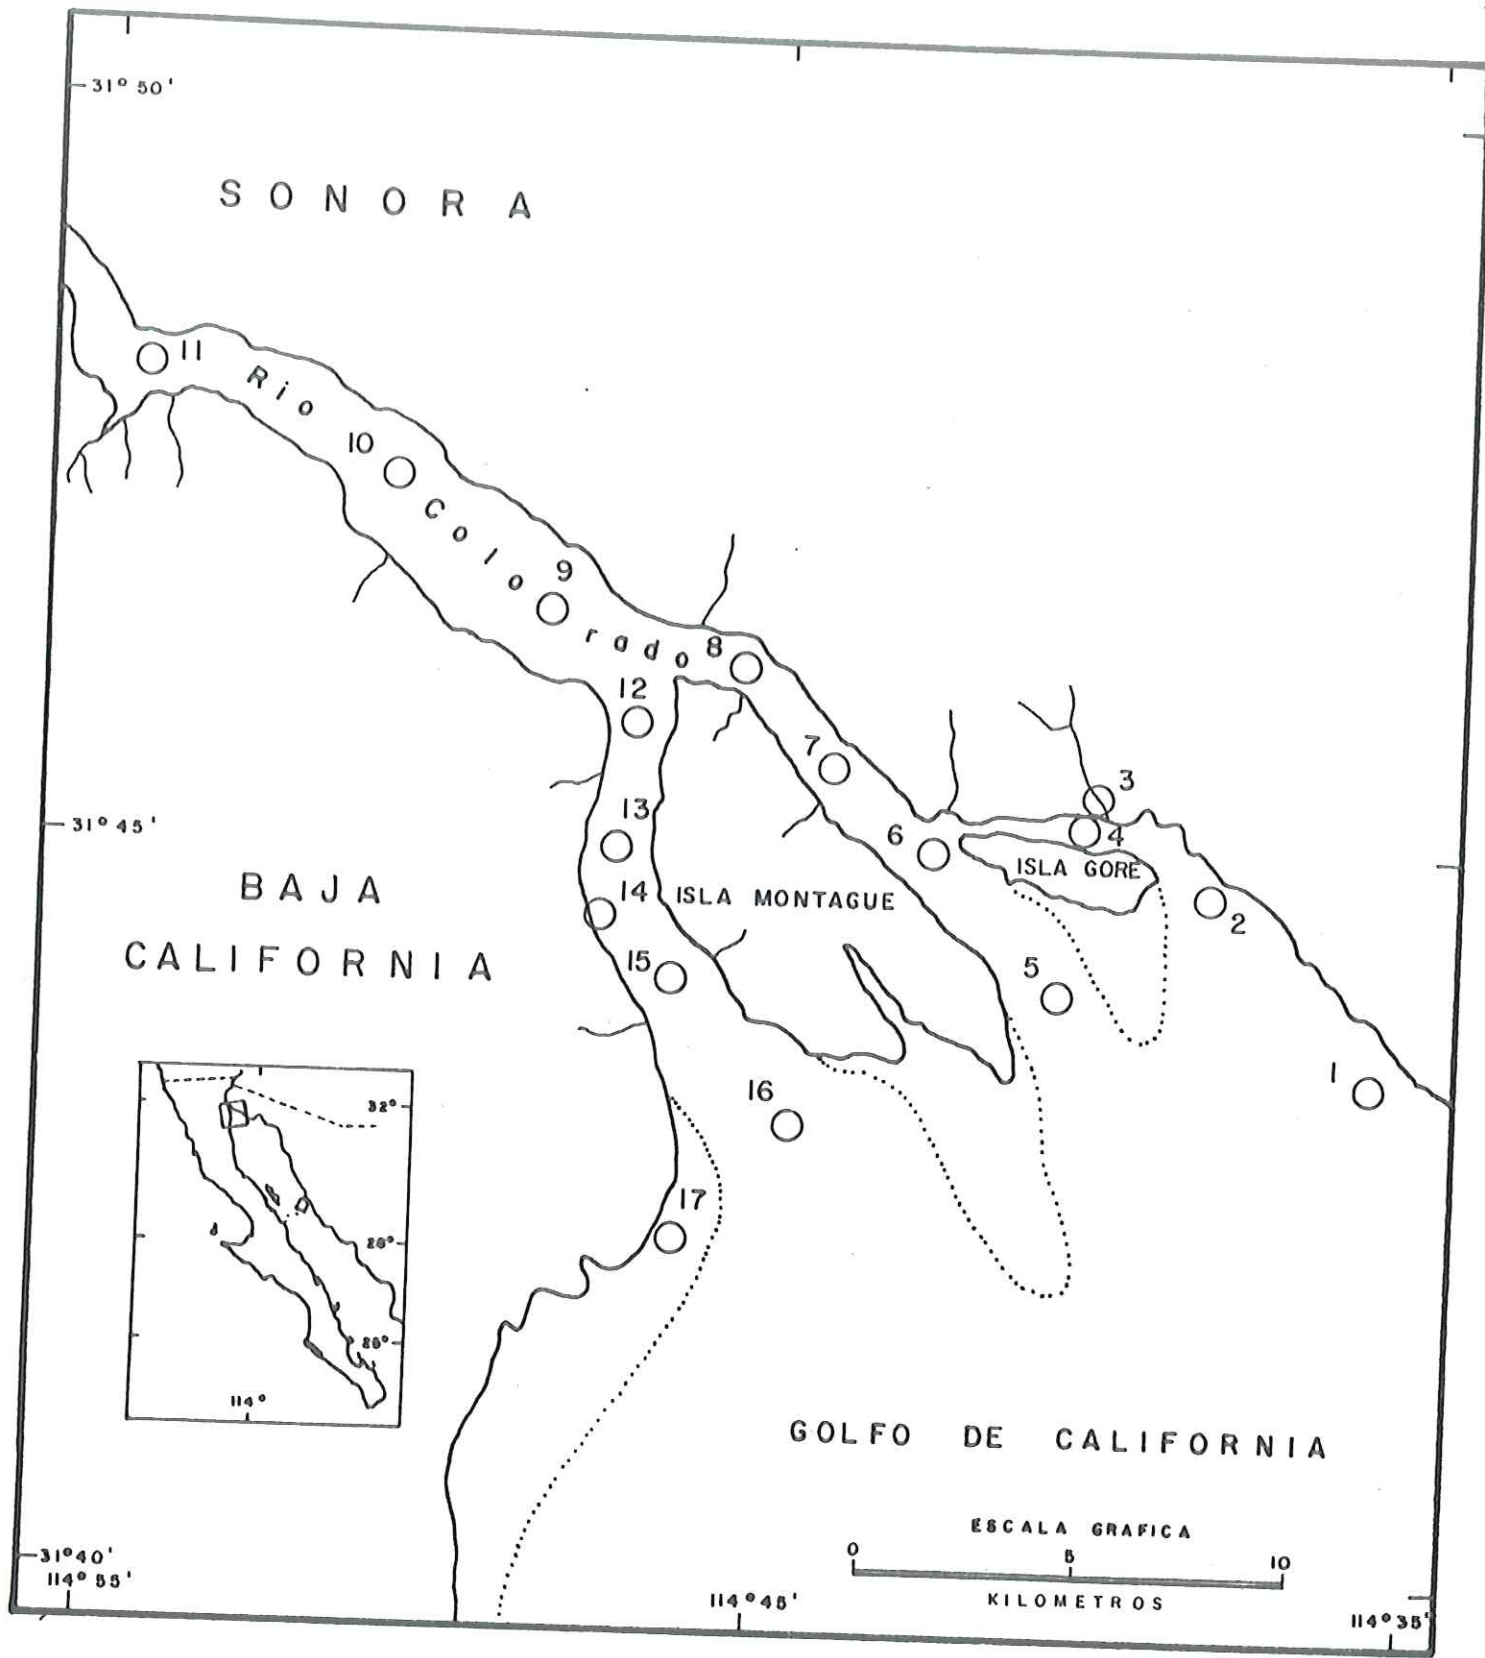 31° 50'
SONORA
11
Rio
10
Colo
9
rado
8
12
7
3
13
31° 45'
6
4
ISLA GORE
BAJA
14
ISLA MONTAGUE
2
CALIFORNIA
15
5
1
16
32°
17
28°
26°
114°
GOLFO DE CALIFORNIA
ESCALA GRAFICA
0 5 10
KILOMETROS
31° 40'
114° 55'
114° 45'
114° 35'